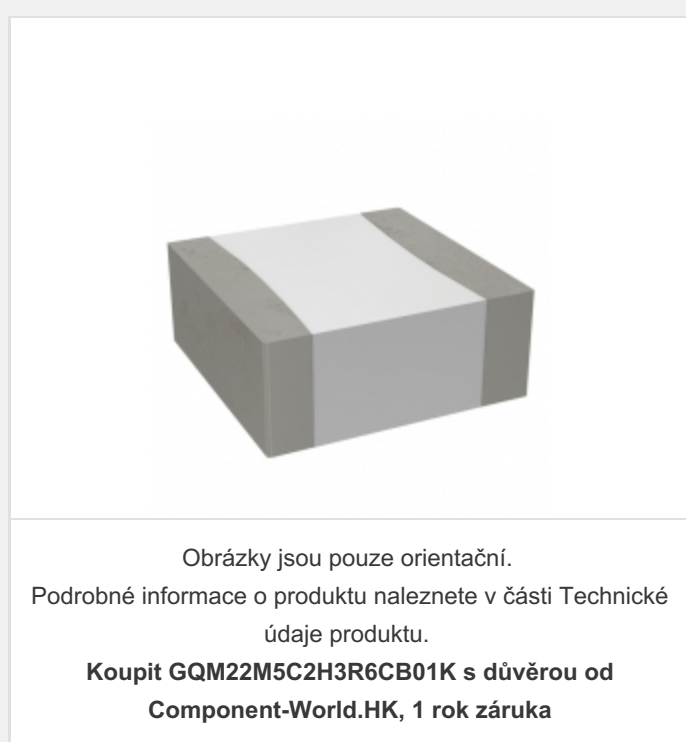 Obrázky jsou pouze orientační.
Podrobné informace o produktu naleznete v části Technické
údaje produktu.
Koupit GQM22M5C2H3R6CB01K s důvěrou od
Component-World.HK, 1 rok záruka